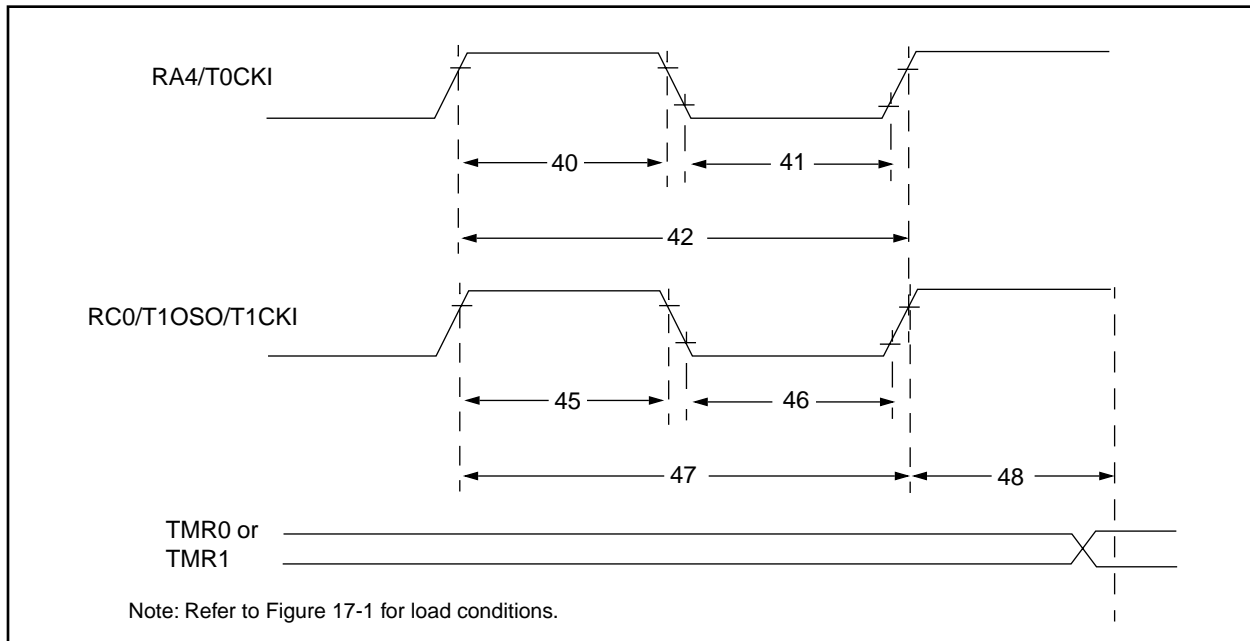 RA4/T0CKI
40
41
42
RC0/T1OSO/T1CKI
45
46
47
48
TMR0 or
TMR1
Note: Refer to Figure 17-1 for load conditions.